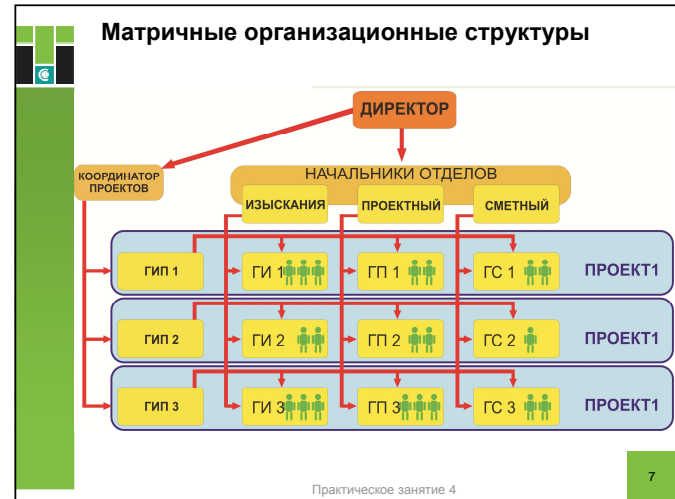 Матричные организационные структуры
ДИРЕКТОР
КООРДИНАТОР
ПРОЕКТОВ
НАЧАЛЬНИКИ ОТДЕЛОВ
ИЗЫСКАНИЯ
ПРОЕКТНЫЙ
СМЕТНЫЙ
ГИП 1
ГИ 1
ГП 1
ГС 1
ПРОЕКТ1
ГИП 2
ГИ 2
ГП 2
ГС 2
ПРОЕКТ1
ГИП 3
ГИ 3
ГП 3
ГС 3
ПРОЕКТ1
Практическое занятие 4
7